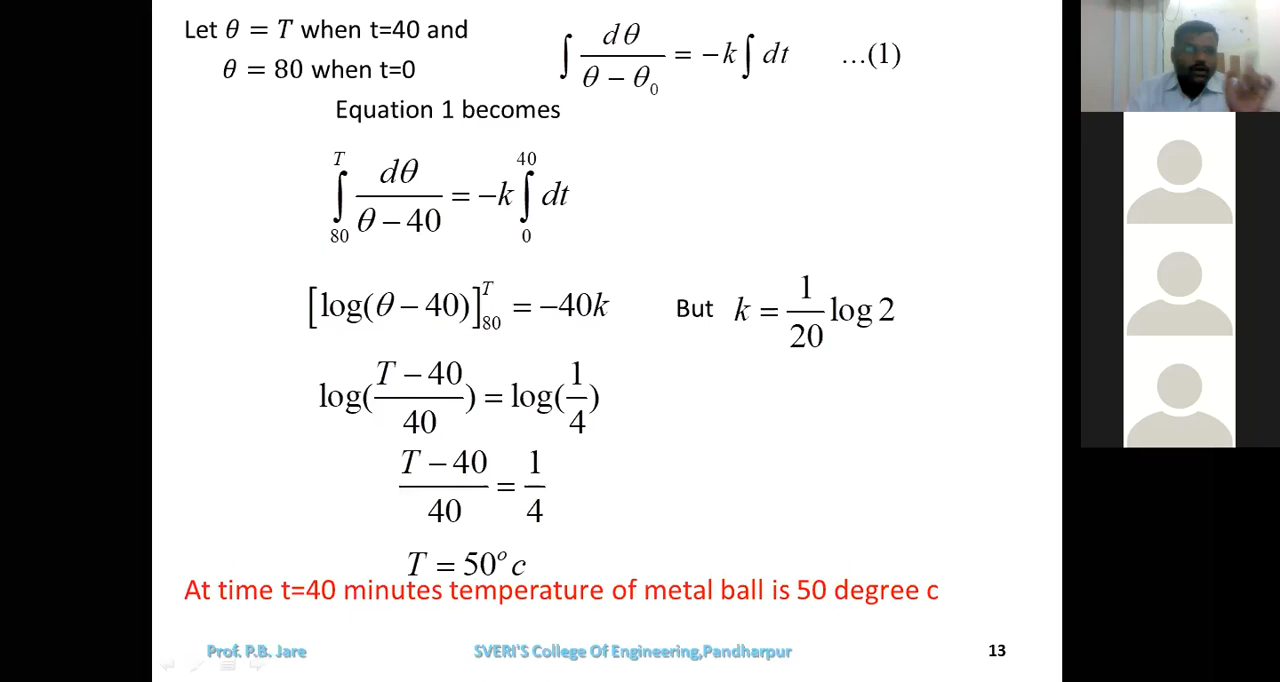 Let θ = T when t=40 and
θ = 80 when t=0
∫ dθ / (θ − θ₀) = −k ∫ dt ...(1)
Equation 1 becomes
∫₈₀ᵀ dθ / (θ − 40) = −k ∫₀⁴⁰ dt
[log(θ − 40)]₈₀ᵀ = −40k
But k = 1/20 log 2
log((T − 40)/40) = log(1/4)
(T − 40)/40 = 1/4
T = 50° c
At time t=40 minutes temperature of metal ball is 50 degree c
Prof. P.B. Jare
SVERI'S College Of Engineering,Pandharpur
13